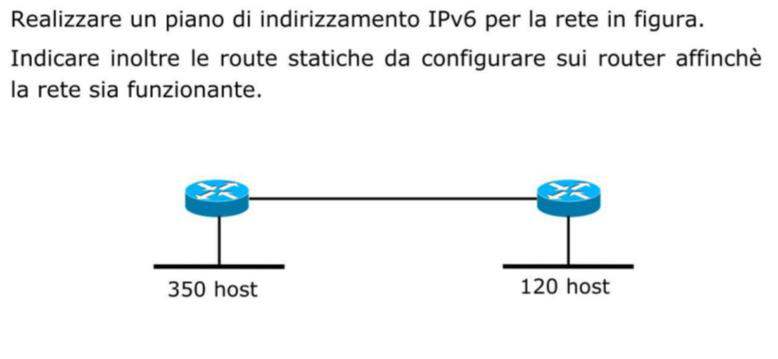 Realizzare un piano di indirizzamento IPv6 per la rete in figura.
Indicare inoltre le route statiche da configurare sui router affinchè
la rete sia funzionante.
350 host
120 host